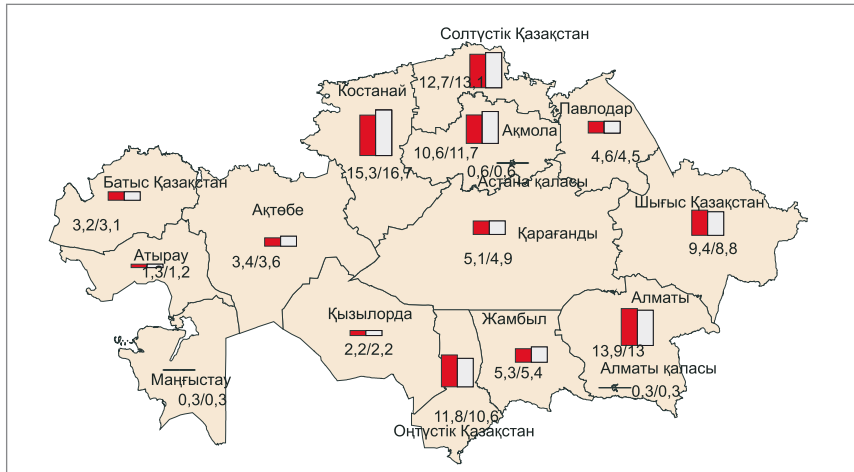 Солтүстік Қазақстан
12,7/13,1
Костанай
15,3/16,7
Ақмола
10,6/11,7
0,6/0,6
Астана қаласы
Павлодар
4,6/4,5
Батыс Қазақстан
3,2/3,1
Ақтөбе
3,4/3,6
Шығыс Қазақстан
9,4/8,8
Қарағанды
5,1/4,9
Атырау
1,3/1,2
Қызылорда
2,2/2,2
Жамбыл
5,3/5,4
Алматы
13,9/13
Алматы қаласы
0,3/0,3
Маңғыстау
0,3/0,3
11,8/10,6
Оңтүстік Қазақстан